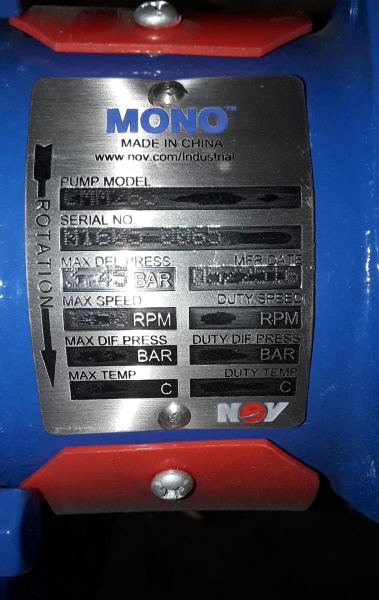 MONO™
MADE IN CHINA
www.nov.com/industrial
PUMP MODEL
SERIAL NO.
MAX DEL PRESS
MFR DATE
BAR
MAX SPEED
DUTY SPEED
RPM
RPM
MAX DIF PRESS
DUTY DIF PRESS
BAR
BAR
MAX TEMP
DUTY TEMP
C
C
ROTATION
NOV